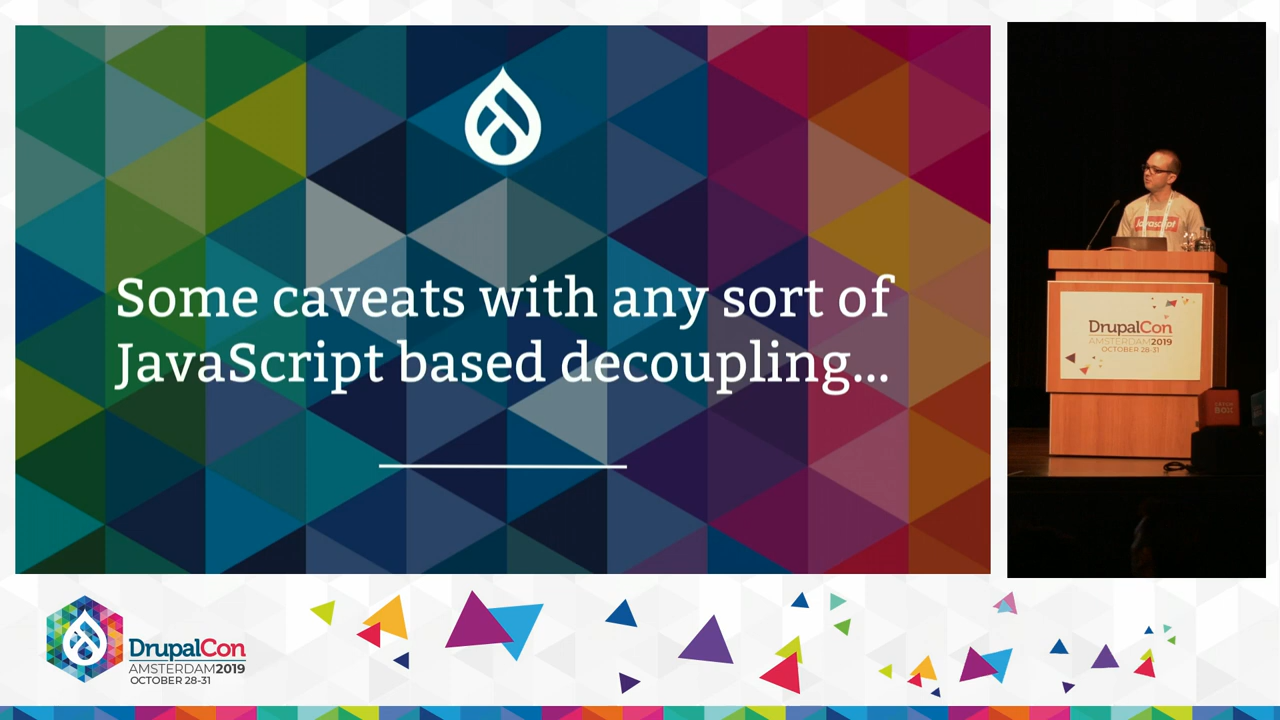 Some caveats with any sort of
JavaScript based decoupling...
JavaScript
DrupalCon
AMSTERDAM2019
OCTOBER 28-31
DrupalCon
AMSTERDAM2019
OCTOBER 28-31